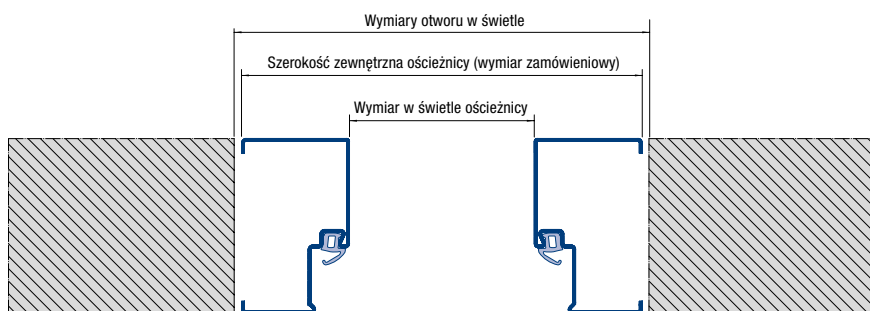 Wymiary otworu w świetle
Szerokość zewnętrzna ościeżnicy (wymiar zamówieniowy)
Wymiar w świetle ościeżnicy